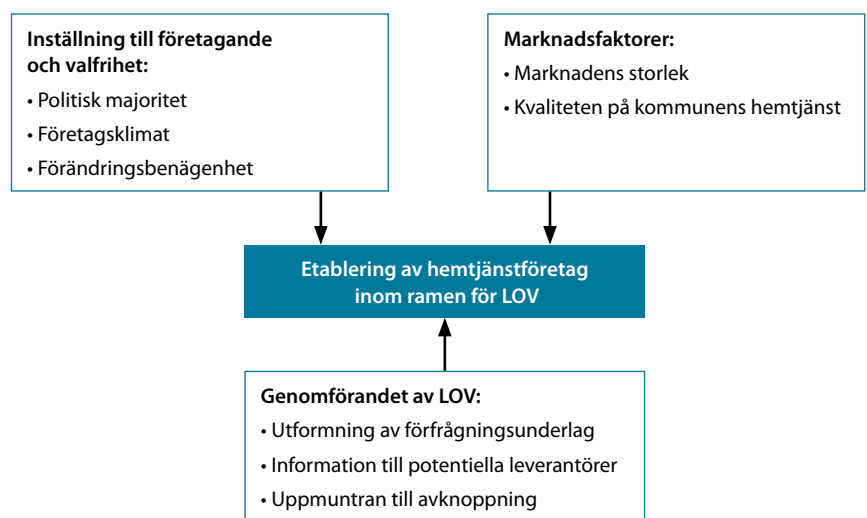 Inställning till företagande
och valfrihet:
• Politisk majoritet
• Företagsklimat
• Förändringsbenägenhet
Marknadsfaktorer:
• Marknadens storlek
• Kvaliteten på kommunens hemtjänst
Etablering av hemtjänstföretag
inom ramen för LOV
Genomförandet av LOV:
• Utformning av förfrågningsunderlag
• Information till potentiella leverantörer
• Uppmuntran till avknoppning